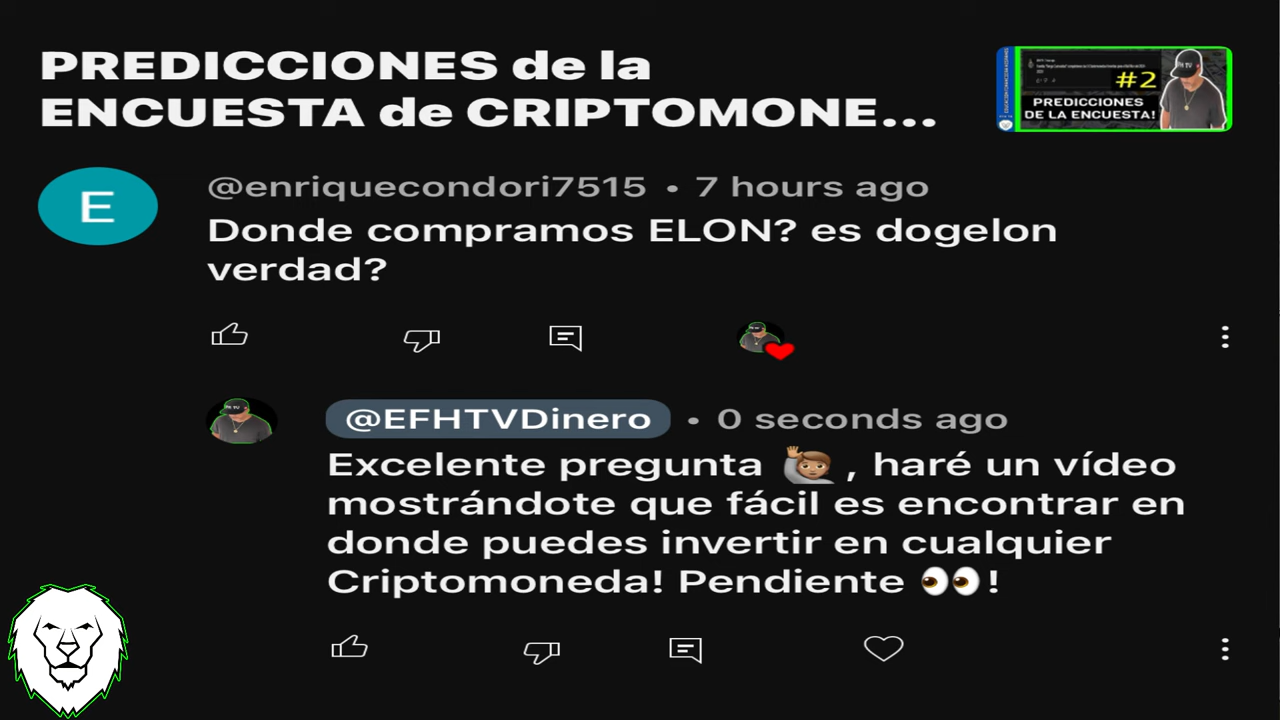 PREDICCIONES de la
ENCUESTA de CRIPTOMONE...
#2
PREDICCIONES
DE LA ENCUESTA!
E
@enriquecondori7515 • 7 hours ago
Donde compramos ELON? es dogelon
verdad?
@EFHTVDinero • 0 seconds ago
Excelente pregunta 🙋🏽, haré un vídeo
mostrándote que fácil es encontrar en
donde puedes invertir en cualquier
Criptomoneda! Pendiente 👀!